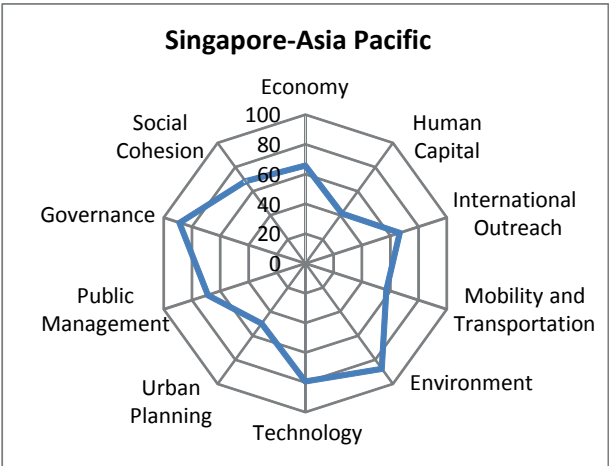 Singapore-Asia Pacific
Economy
Human
Capital
International
Outreach
Mobility and
Transportation
Environment
Technology
Urban
Planning
Public
Management
Governance
Social
Cohesion
100
80
60
40
20
0